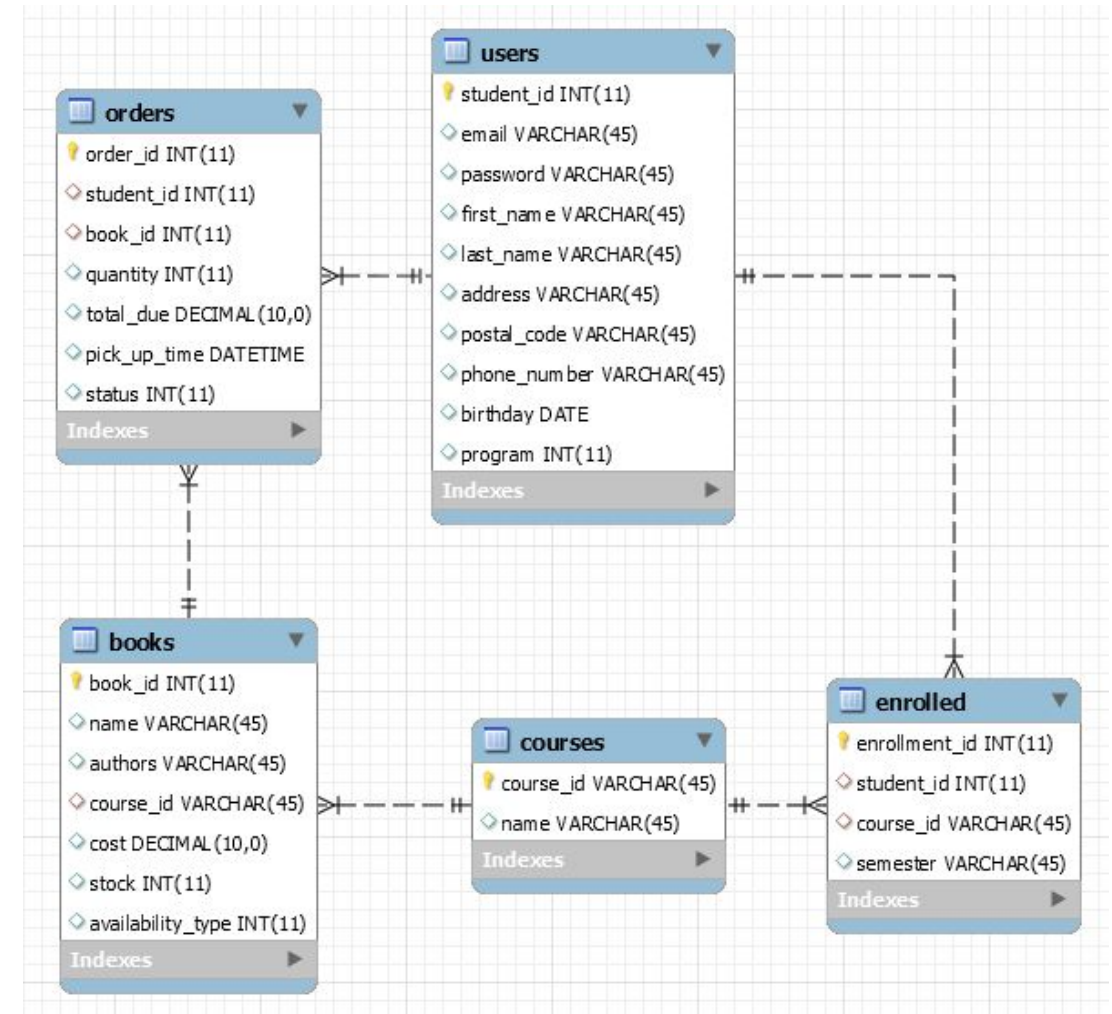 orders
order_id INT(11)
student_id INT(11)
book_id INT(11)
quantity INT(11)
total_due DECIMAL(10,0)
pick_up_time DATETIME
status INT(11)
Indexes
users
student_id INT(11)
email VARCHAR(45)
password VARCHAR(45)
first_name VARCHAR(45)
last_name VARCHAR(45)
address VARCHAR(45)
postal_code VARCHAR(45)
phone_number VARCHAR(45)
birthday DATE
program INT(11)
Indexes
books
book_id INT(11)
name VARCHAR(45)
authors VARCHAR(45)
course_id VARCHAR(45)
cost DECIMAL(10,0)
stock INT(11)
availability_type INT(11)
Indexes
courses
course_id VARCHAR(45)
name VARCHAR(45)
Indexes
enrolled
enrollment_id INT(11)
student_id INT(11)
course_id VARCHAR(45)
semester VARCHAR(45)
Indexes